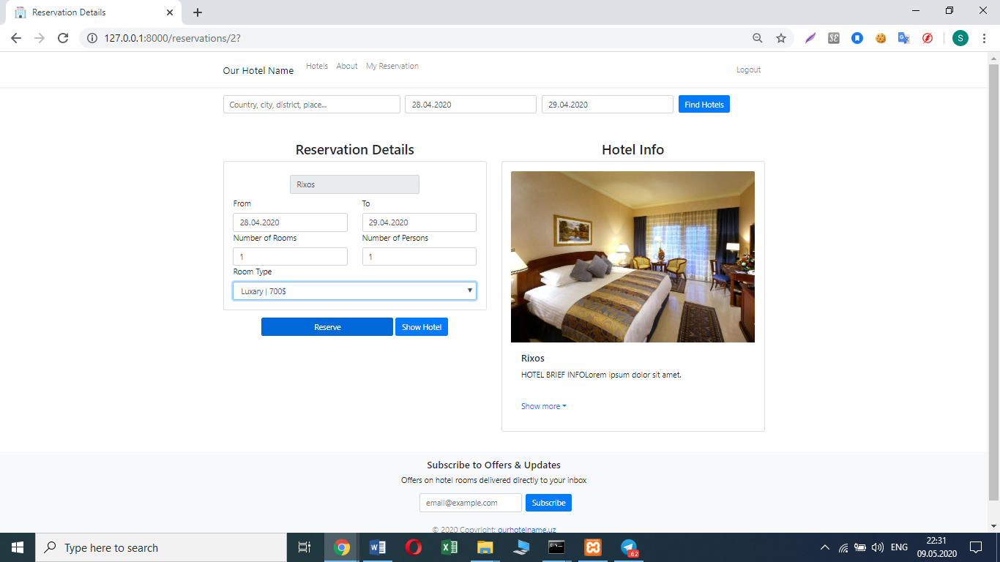 Reservation Details
127.0.0.1:8000/reservations/2?
S
Our Hotel Name Hotels About My Reservation Logout
Country, city, district, place... 28.04.2020 29.04.2020 Find Hotels
Reservation Details
Rixos
From To
28.04.2020 29.04.2020
Number of Rooms Number of Persons
1 1
Room Type
Luxary | 700$
Reserve Show Hotel
Hotel Info
Rixos
HOTEL BRIEF INFOLorem ipsum dolor sit amet.
Show more
Subscribe to Offers & Updates
Offers on hotel rooms delivered directly to your inbox
email@example.com Subscribe
© 2020 Copyright: ourhotelname.uz
Type here to search
.62
ENG
22:31
09.05.2020